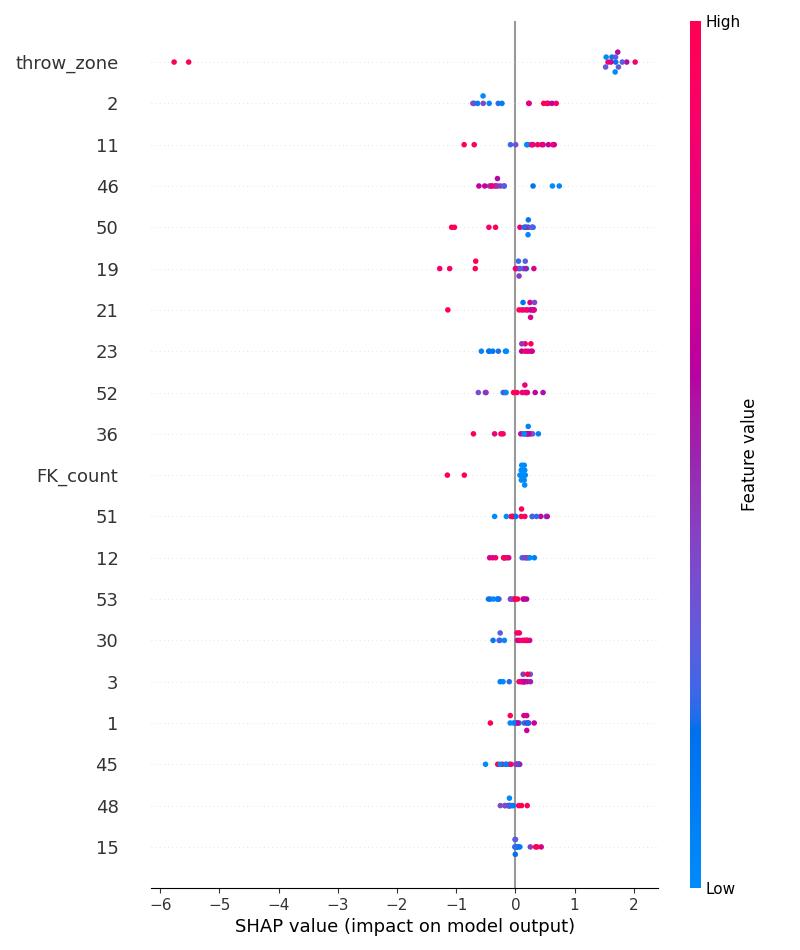 High
throw_zone
2
11
46
50
19
21
23
52
36
FK_count
51
12
53
30
3
1
45
48
15
Feature value
Low
−6 −5 −4 −3 −2 −1 0 1 2
SHAP value (impact on model output)